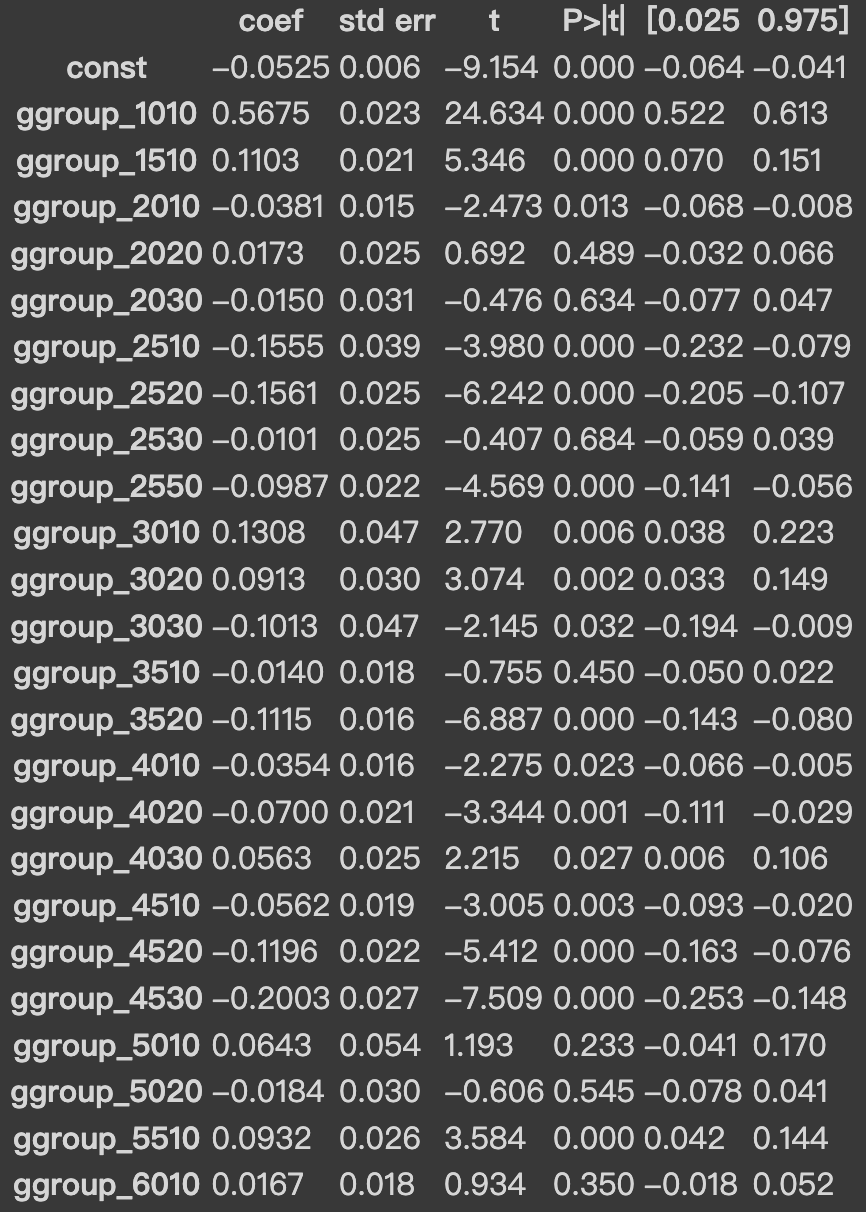 coef std err t P>|t| [0.025 0.975]
const −0.0525 0.006 −9.154 0.000 −0.064 −0.041
ggroup_1010 0.5675 0.023 24.634 0.000 0.522 0.613
ggroup_1510 0.1103 0.021 5.346 0.000 0.070 0.151
ggroup_2010 −0.0381 0.015 −2.473 0.013 −0.068 −0.008
ggroup_2020 0.0173 0.025 0.692 0.489 −0.032 0.066
ggroup_2030 −0.0150 0.031 −0.476 0.634 −0.077 0.047
ggroup_2510 −0.1555 0.039 −3.980 0.000 −0.232 −0.079
ggroup_2520 −0.1561 0.025 −6.242 0.000 −0.205 −0.107
ggroup_2530 −0.0101 0.025 −0.407 0.684 −0.059 0.039
ggroup_2550 −0.0987 0.022 −4.569 0.000 −0.141 −0.056
ggroup_3010 0.1308 0.047 2.770 0.006 0.038 0.223
ggroup_3020 0.0913 0.030 3.074 0.002 0.033 0.149
ggroup_3030 −0.1013 0.047 −2.145 0.032 −0.194 −0.009
ggroup_3510 −0.0140 0.018 −0.755 0.450 −0.050 0.022
ggroup_3520 −0.1115 0.016 −6.887 0.000 −0.143 −0.080
ggroup_4010 −0.0354 0.016 −2.275 0.023 −0.066 −0.005
ggroup_4020 −0.0700 0.021 −3.344 0.001 −0.111 −0.029
ggroup_4030 0.0563 0.025 2.215 0.027 0.006 0.106
ggroup_4510 −0.0562 0.019 −3.005 0.003 −0.093 −0.020
ggroup_4520 −0.1196 0.022 −5.412 0.000 −0.163 −0.076
ggroup_4530 −0.2003 0.027 −7.509 0.000 −0.253 −0.148
ggroup_5010 0.0643 0.054 1.193 0.233 −0.041 0.170
ggroup_5020 −0.0184 0.030 −0.606 0.545 −0.078 0.041
ggroup_5510 0.0932 0.026 3.584 0.000 0.042 0.144
ggroup_6010 0.0167 0.018 0.934 0.350 −0.018 0.052